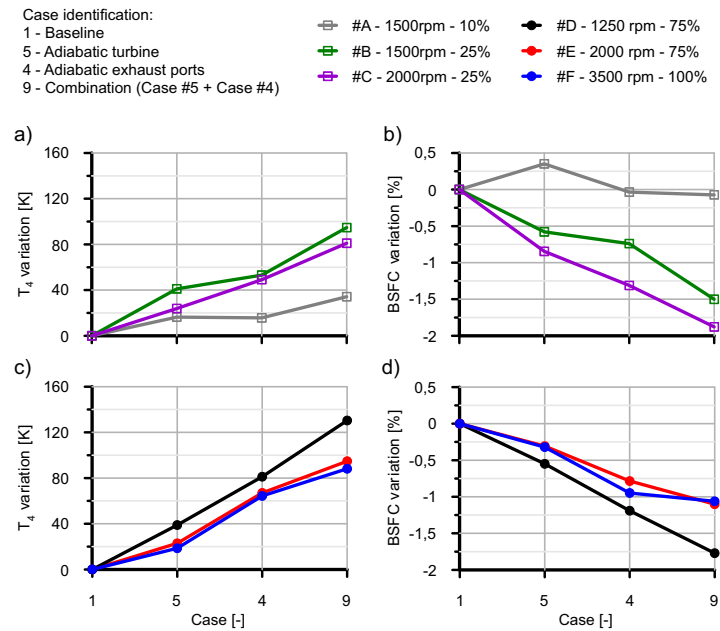 Case identification:
1 - Baseline
5 - Adiabatic turbine
4 - Adiabatic exhaust ports
9 - Combination (Case #5 + Case #4)
#A - 1500rpm - 10%
#B - 1500rpm - 25%
#C - 2000rpm - 25%
#D - 1250 rpm - 75%
#E - 2000 rpm - 75%
#F - 3500 rpm - 100%
a)
T4 variation [K]
160
120
80
40
0
b)
BSFC variation [%]
0,5
0
-0,5
-1
-1,5
-2
c)
T4 variation [K]
160
120
80
40
0
1 5 4 9
Case [-]
d)
BSFC variation [%]
0,5
0
-0,5
-1
-1,5
-2
1 5 4 9
Case [-]